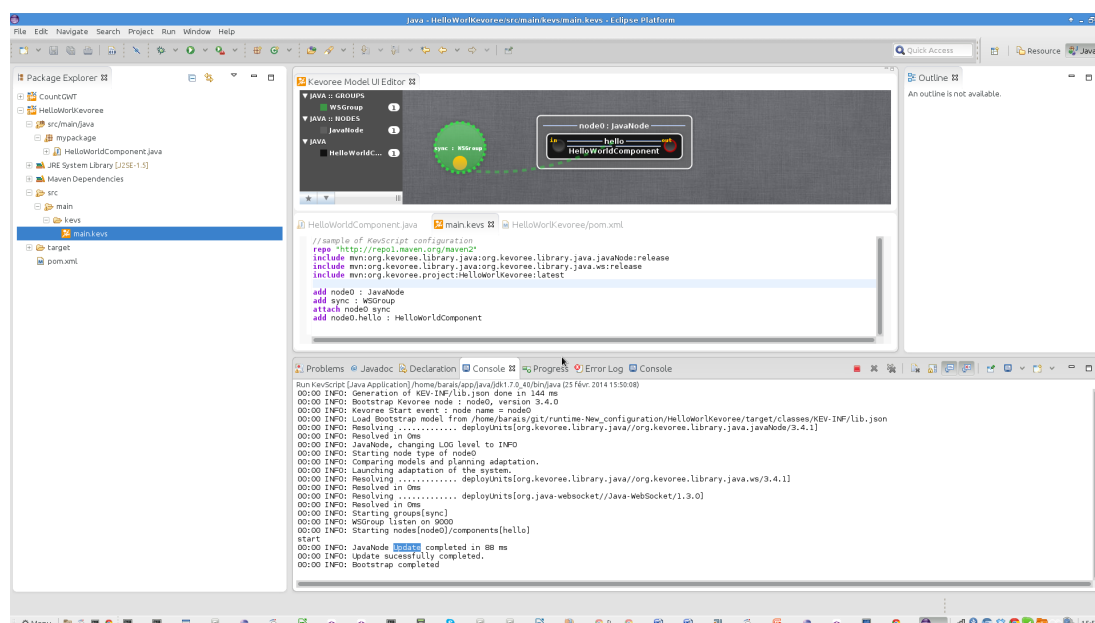 Java - HelloWorlKevoree/src/main/kevs/main.kevs - Eclipse Platform
File Edit Navigate Search Project Run Window Help
Quick Access
Resource
Java
Package Explorer
CountGWT
HelloWorlKevoree
src/main/java
mypackage
HelloWorldComponent.java
JRE System Library [J2SE-1.5]
Maven Dependencies
src
main
kevs
main.kevs
target
pom.xml
Kevoree Model UI Editor
JAVA :: GROUPS
WSGroup 1
JAVA :: NODES
JavaNode 1
JAVA
HelloWorldC... 1
sync : WSGroup
node0 : JavaNode
in hello out
HelloWorldComponent
HelloWorldComponent.java main.kevs HelloWorlKevoree/pom.xml
//sample of KevScript configuration
repo "http://repo1.maven.org/maven2"
include mvn:org.kevoree.library.java:org.kevoree.library.java.javaNode:release
include mvn:org.kevoree.library.java:org.kevoree.library.java.ws:release
include mvn:org.kevoree.project:HelloWorlKevoree:latest
add node0 : JavaNode
add sync : WSGroup
attach node0 sync
add node0.hello : HelloWorldComponent
Outline
An outline is not available.
Problems Javadoc Declaration Console Progress Error Log Console
Run KevScript [Java Application] /home/barais/app/java/jdk1.7.0_40/bin/java (25 févr. 2014 15:50:08)
00:00 INFO: Generation of KEV-INF/lib.json done in 144 ms
00:00 INFO: Bootstrap Kevoree node : node0, version 3.4.0
00:00 INFO: Kevoree Start event : node name = node0
00:00 INFO: Load Bootstrap model from /home/barais/git/runtime-New_configuration/HelloWorlKevoree/target/classes/KEV-INF/lib.json
00:00 INFO: Resolving ............. deployUnits[org.kevoree.library.java//org.kevoree.library.java.javaNode/3.4.1]
00:00 INFO: Resolved in 0ms
00:00 INFO: JavaNode, changing LOG level to INFO
00:00 INFO: Starting node type of node0
00:00 INFO: Comparing models and planning adaptation.
00:00 INFO: Launching adaptation of the system.
00:00 INFO: Resolving ............. deployUnits[org.kevoree.library.java//org.kevoree.library.java.ws/3.4.1]
00:00 INFO: Resolved in 0ms
00:00 INFO: Resolving ............. deployUnits[org.java-websocket//Java-WebSocket/1.3.0]
00:00 INFO: Resolved in 0ms
00:00 INFO: Starting groups[sync]
00:00 INFO: WSGroup listen on 9000
00:00 INFO: Starting nodes[node0]/components[hello]
start
00:00 INFO: JavaNode Update completed in 88 ms
00:00 INFO: Update sucessfully completed.
00:00 INFO: Bootstrap completed